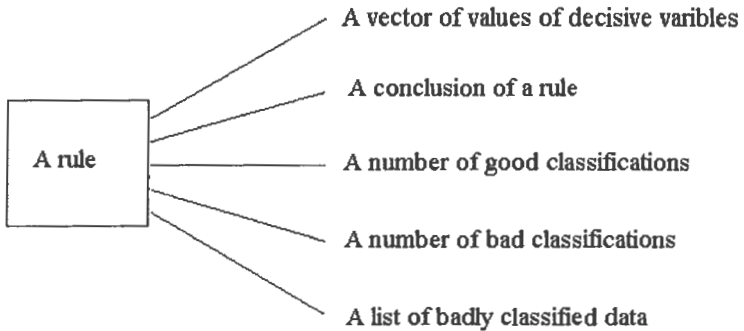 A vector of values of decisive varibles
A conclusion of a rule
A rule
A number of good classifications
A number of bad classifications
A list of badly classified data